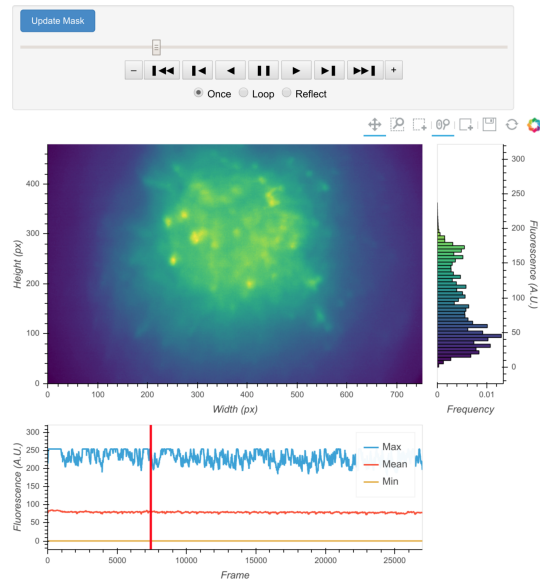 Update Mask
–
+
Once
Loop
Reflect
Height (px)
400
300
200
100
0
0 100 200 300 400 500 600 700
Width (px)
300
250
200
150
100
50
0
Fluorescence (A.U.)
0 0.01
Frequency
Fluorescence (A.U.)
300
250
200
150
100
50
0
Max
Mean
Min
0 5000 10000 15000 20000 25000
Frame